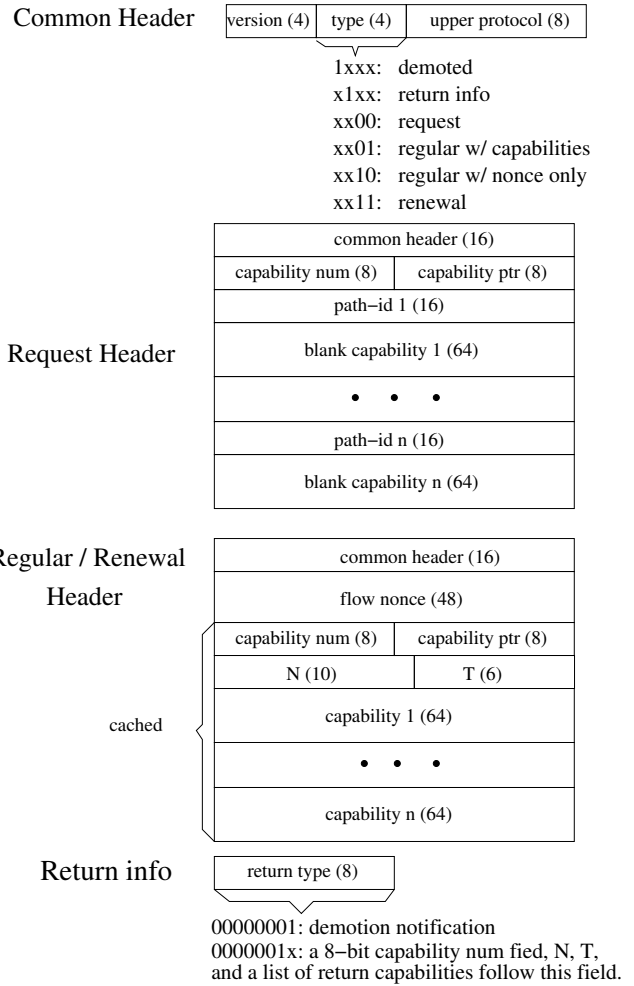 Common Header
version (4) type (4) upper protocol (8)
1xxx: demoted
x1xx: return info
xx00: request
xx01: regular w/ capabilities
xx10: regular w/ nonce only
xx11: renewal
Request Header
common header (16)
capability num (8) capability ptr (8)
path−id 1 (16)
blank capability 1 (64)
• • •
path−id n (16)
blank capability n (64)
Regular / Renewal
Header
common header (16)
flow nonce (48)
capability num (8) capability ptr (8)
N (10) T (6)
cached
capability 1 (64)
• • •
capability n (64)
Return info
return type (8)
00000001: demotion notification
0000001x: a 8−bit capability num fied, N, T,
and a list of return capabilities follow this field.